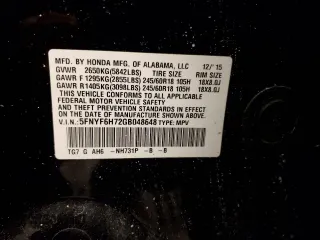 MFD. BY HONDA MFG. OF ALABAMA, LLC 12/'15
GVWR 2650KG(5842LBS) TIRE SIZE RIM SIZE
GAWR F 1295KG(2855LBS) 245/60R18 105H 18X8.0J
GAWR R 1405KG(3098LBS) 245/60R18 105H 18X8.0J
THIS VEHICLE CONFORMS TO ALL APPLICABLE
FEDERAL MOTOR VEHICLE SAFETY
AND THEFT PREVENTION STANDARDS
IN EFFECT ON THE DATE OF MANUFACTURE
SHOWN ABOVE.
V.I.N.: 5FNYF6H72GB048648 TYPE: MPV
TG7 G AH6 -NH731P -B -B